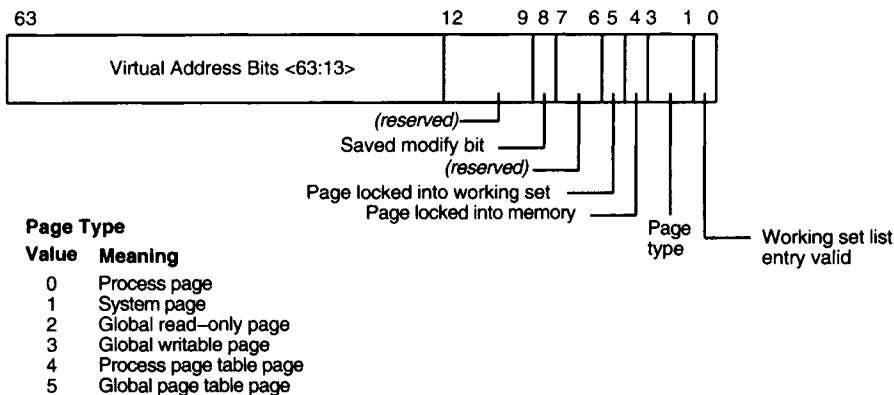 63 12 9 8 7 6 5 4 3 1 0
Virtual Address Bits <63:13>
(reserved)
Saved modify bit
(reserved)
Page locked into working set
Page locked into memory
Page type
Working set list entry valid
Page Type
Value Meaning
0 Process page
1 System page
2 Global read–only page
3 Global writable page
4 Process page table page
5 Global page table page